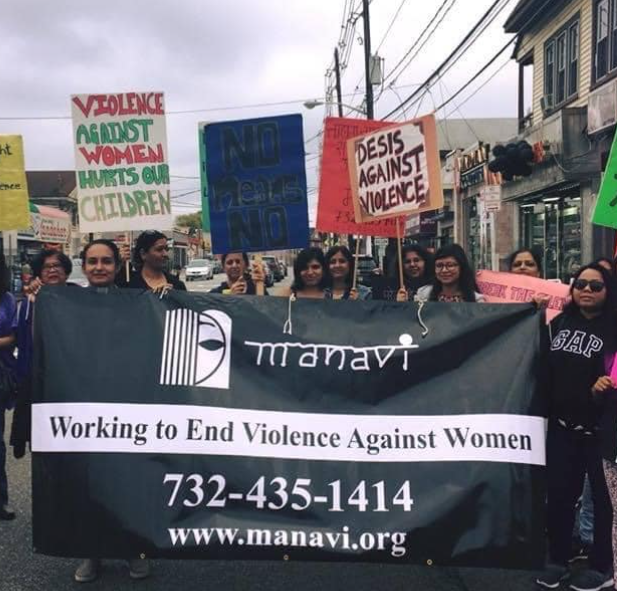 VIOLENCE
AGAINST
WOMEN
HURTS OUR
CHILDREN
NO
Means
NO
DESIS
AGAINST
VIOLENCE
GAP
manavi
Working to End Violence Against Women
732-435-1414
www.manavi.org